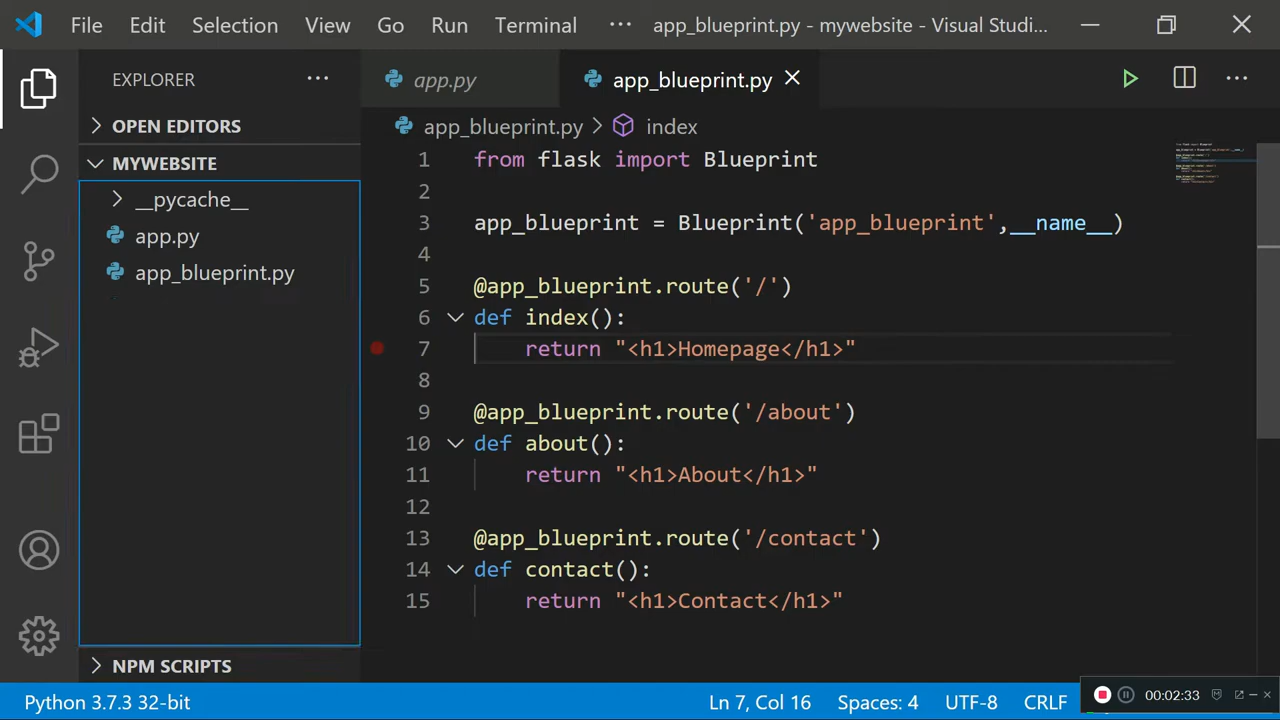 File Edit Selection View Go Run Terminal ··· app_blueprint.py - mywebsite - Visual Studi...
EXPLORER ···
OPEN EDITORS
MYWEBSITE
__pycache__
app.py
app_blueprint.py
NPM SCRIPTS
app.py app_blueprint.py
app_blueprint.py > index
1 from flask import Blueprint
2
3 app_blueprint = Blueprint('app_blueprint',__name__)
4
5 @app_blueprint.route('/')
6 def index():
7 return "<h1>Homepage</h1>"
8
9 @app_blueprint.route('/about')
10 def about():
11 return "<h1>About</h1>"
12
13 @app_blueprint.route('/contact')
14 def contact():
15 return "<h1>Contact</h1>"
Python 3.7.3 32-bit Ln 7, Col 16 Spaces: 4 UTF-8 CRLF
00:02:33